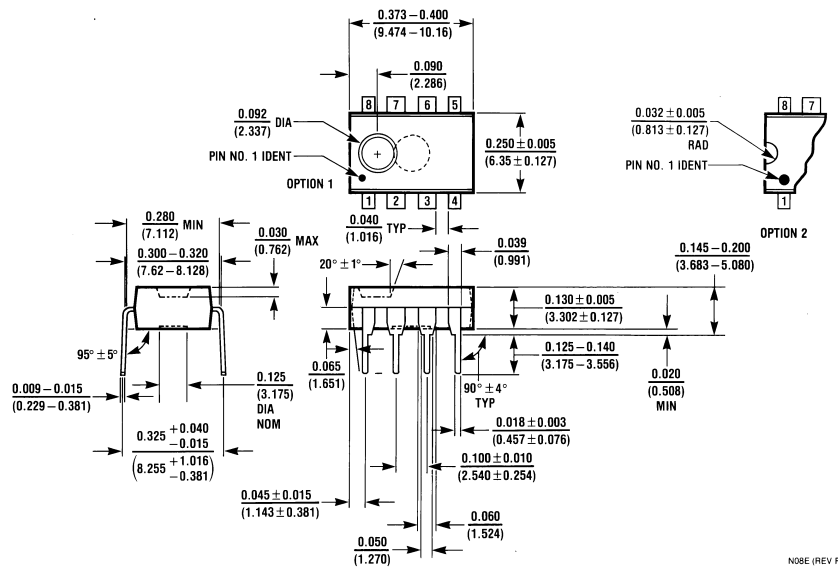 0.373 – 0.400
(9.474 – 10.16)
0.090
(2.286)
8 7 6 5
0.092 DIA
(2.337)
PIN NO. 1 IDENT
OPTION 1
1 2 3 4
0.250 ± 0.005
(6.35 ± 0.127)
0.032 ± 0.005
(0.813 ± 0.127)
RAD
PIN NO. 1 IDENT
8 7
1
OPTION 2
0.280 MIN
(7.112)
0.300 – 0.320
(7.62 – 8.128)
0.030 MAX
(0.762)
0.040 TYP
(1.016)
0.039
(0.991)
20° ± 1°
0.145 – 0.200
(3.683 – 5.080)
0.130 ± 0.005
(3.302 ± 0.127)
0.125 – 0.140
(3.175 – 3.556)
0.020
(0.508)
MIN
95° ± 5°
0.009 – 0.015
(0.229 – 0.381)
0.125
(3.175)
DIA
NOM
0.065
(1.651)
90° ± 4°
TYP
0.018 ± 0.003
(0.457 ± 0.076)
0.325 +0.040
–0.015
(8.255 +1.016
–0.381)
0.100 ± 0.010
(2.540 ± 0.254)
0.045 ± 0.015
(1.143 ± 0.381)
0.060
(1.524)
0.050
(1.270)
N08E (REV